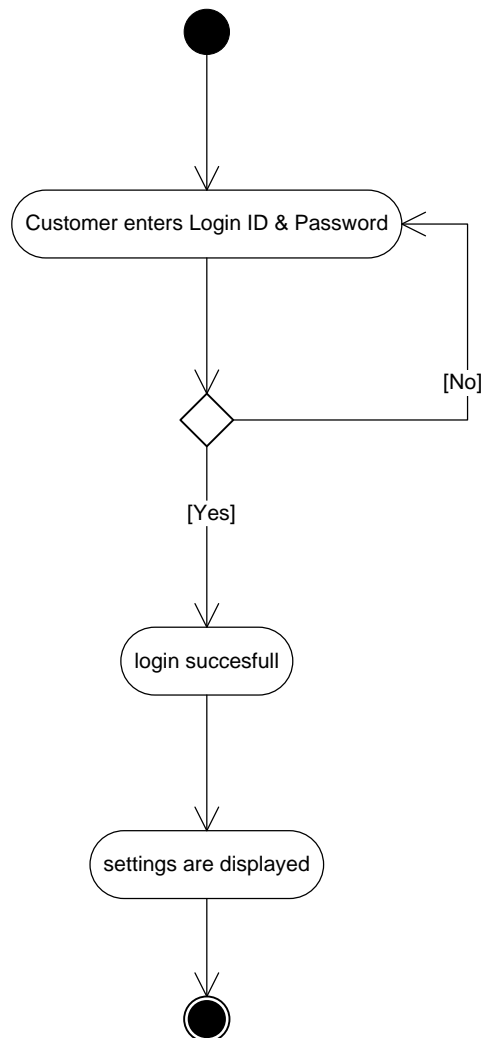 Customer enters Login ID & Password
[No]
[Yes]
login succesfull
settings are displayed